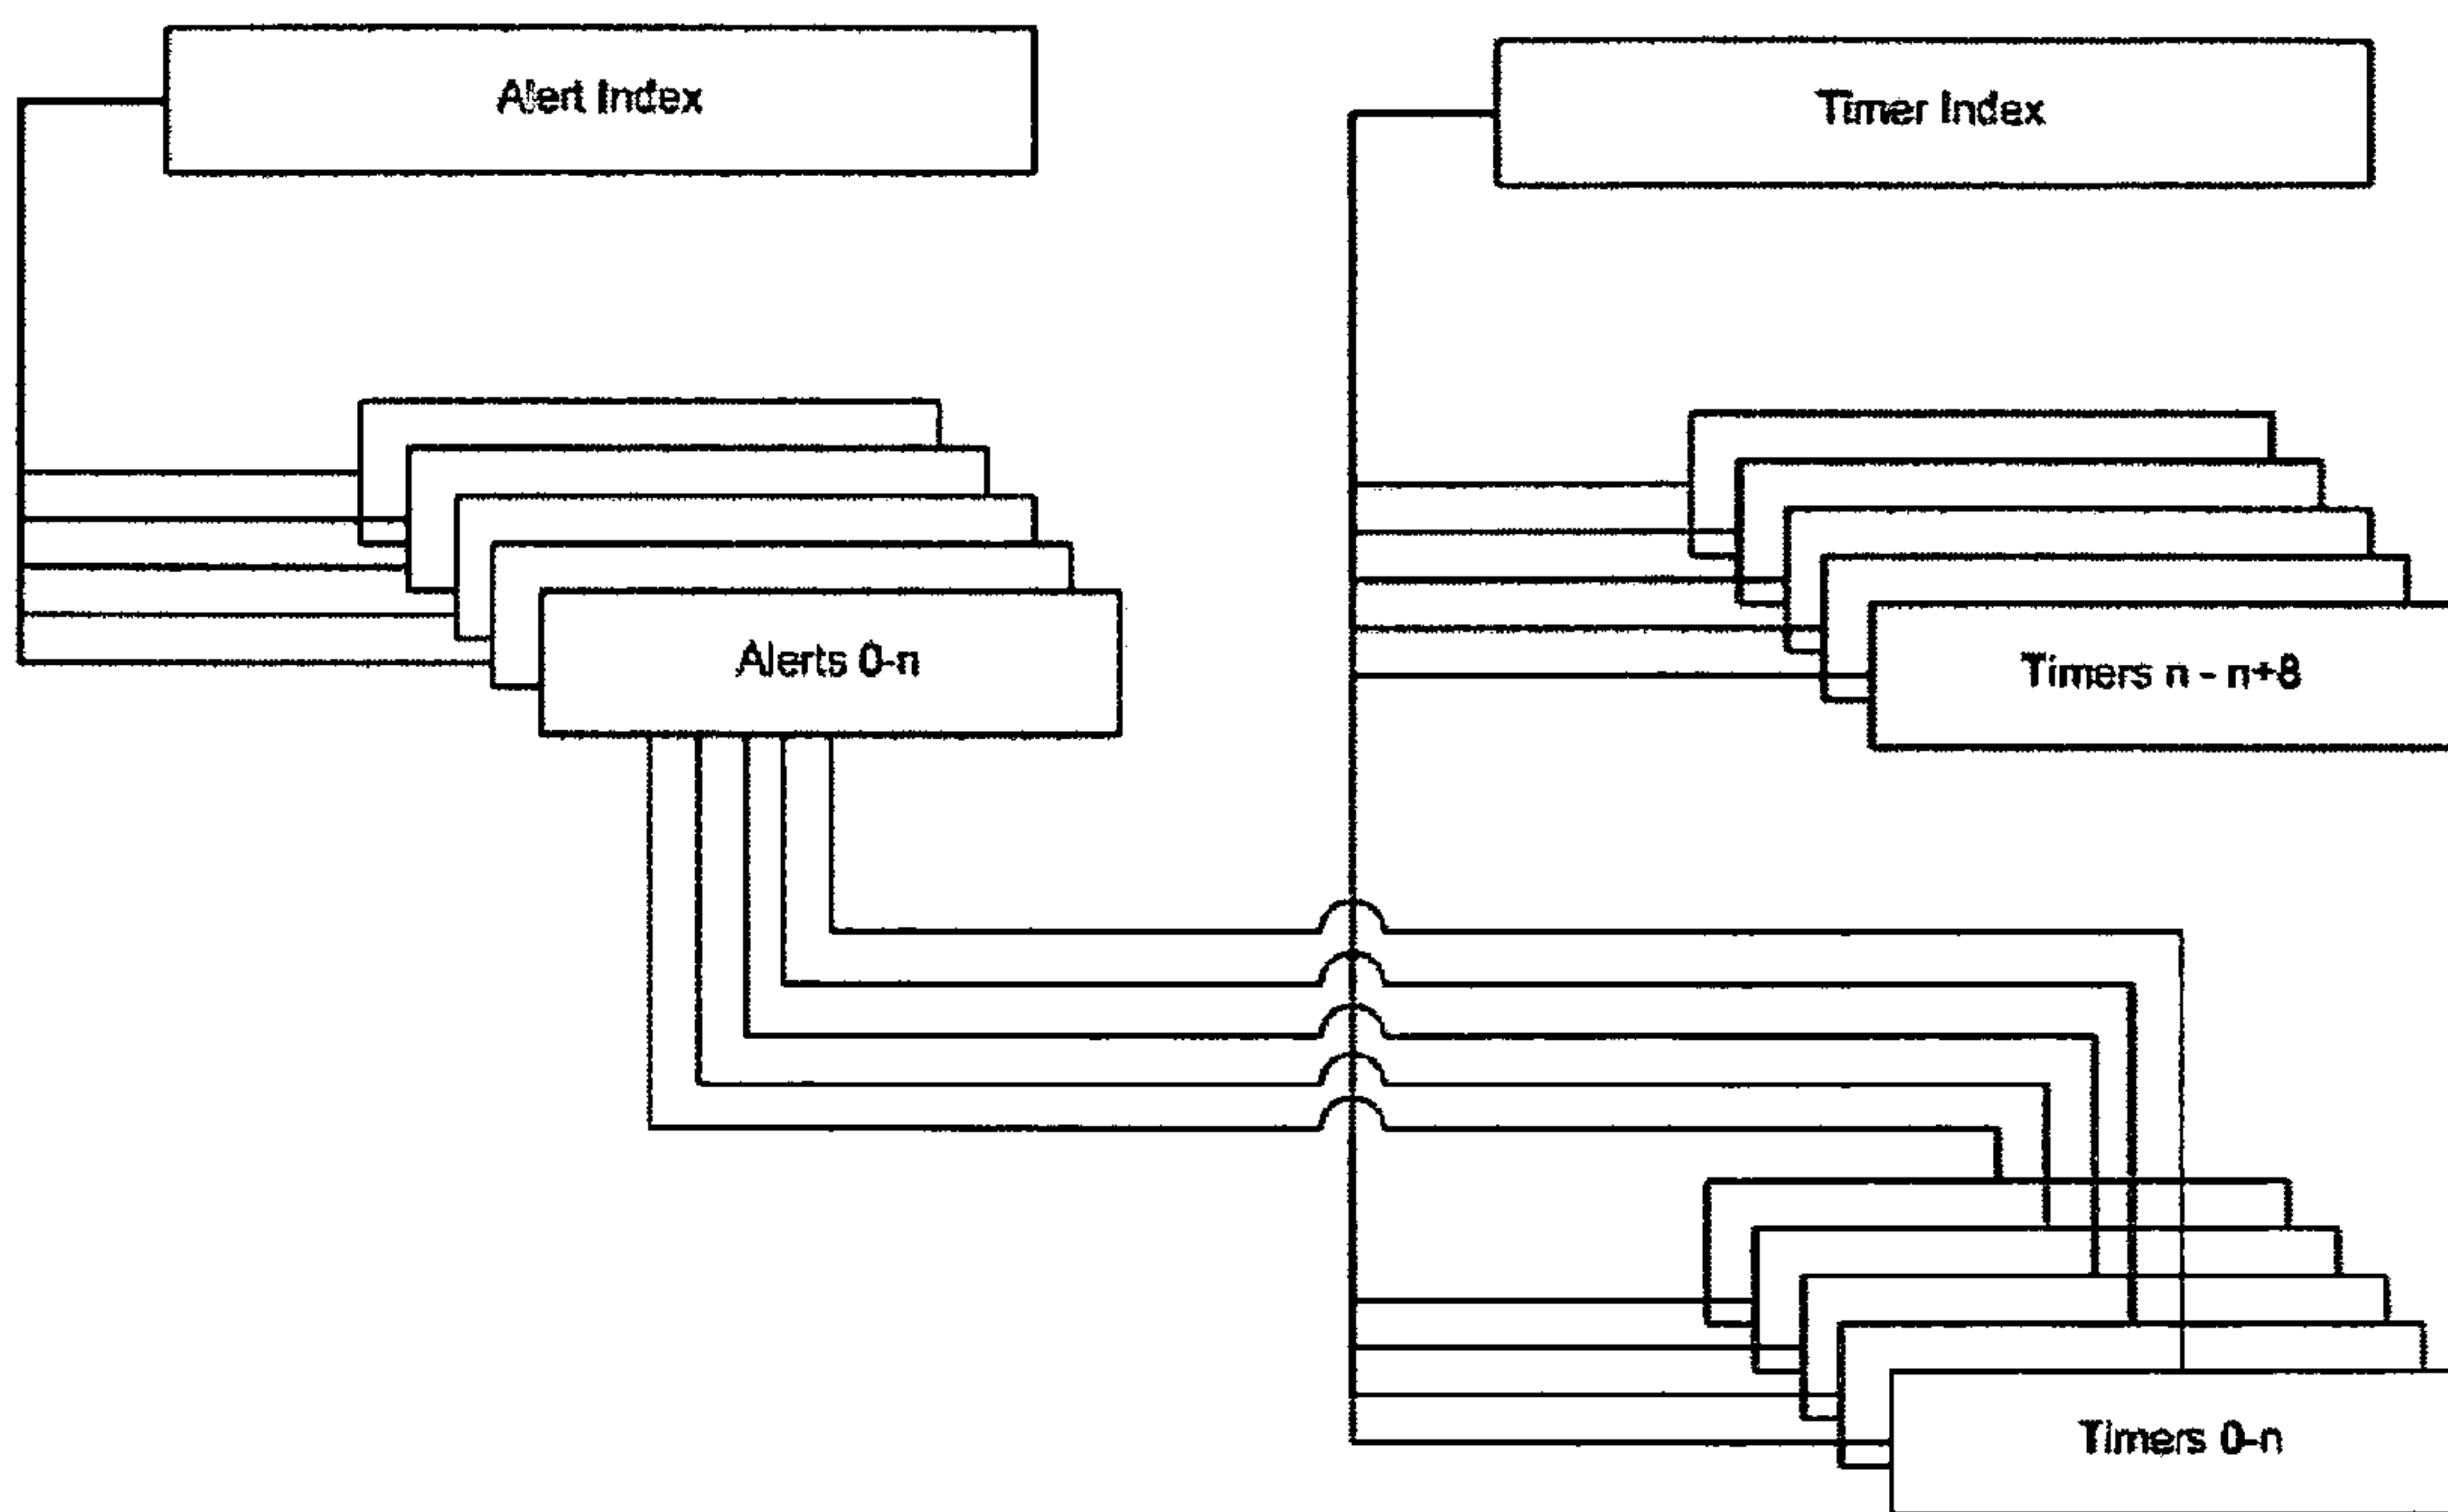 Alert Index
Timer Index
Alerts 0-n
Timers n - n+8
Timers 0-n